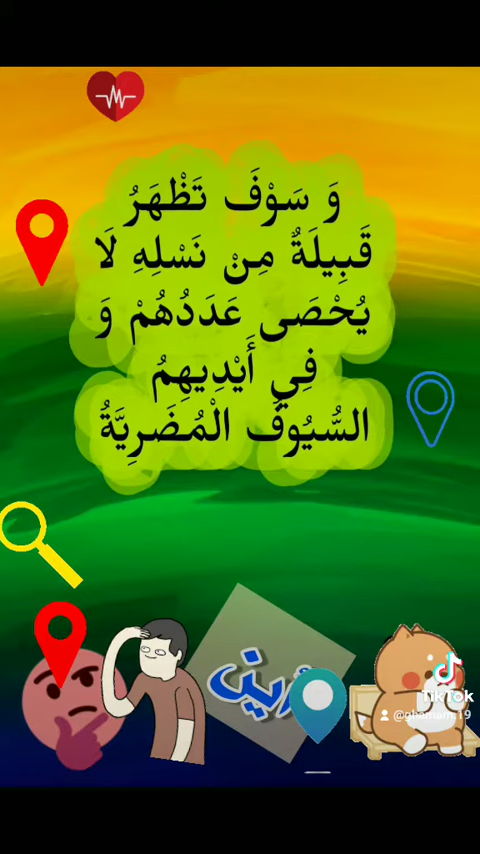 وَ سَوْفَ تَظْهَرُ
قَبِيلَةٌ مِنْ نَسْلِهِ لَا
يُحْصَى عَدَدُهُمْ وَ
فِي أَيْدِيهِمُ
السُّيُوفُ الْمُضَرِيَّةُ
TikTok